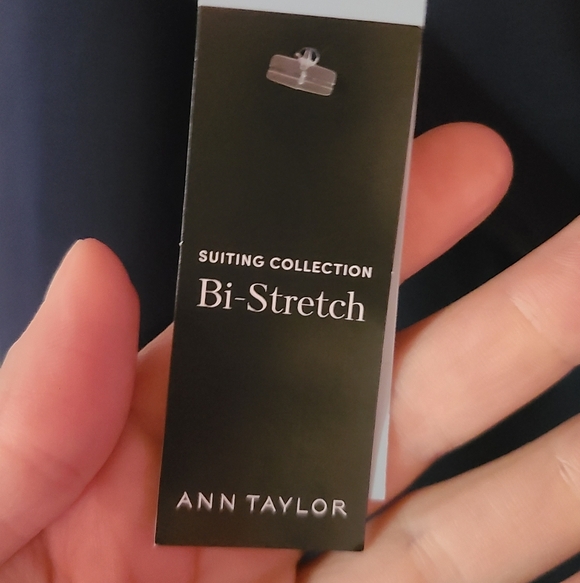 SUITING COLLECTION
Bi-Stretch
ANN TAYLOR